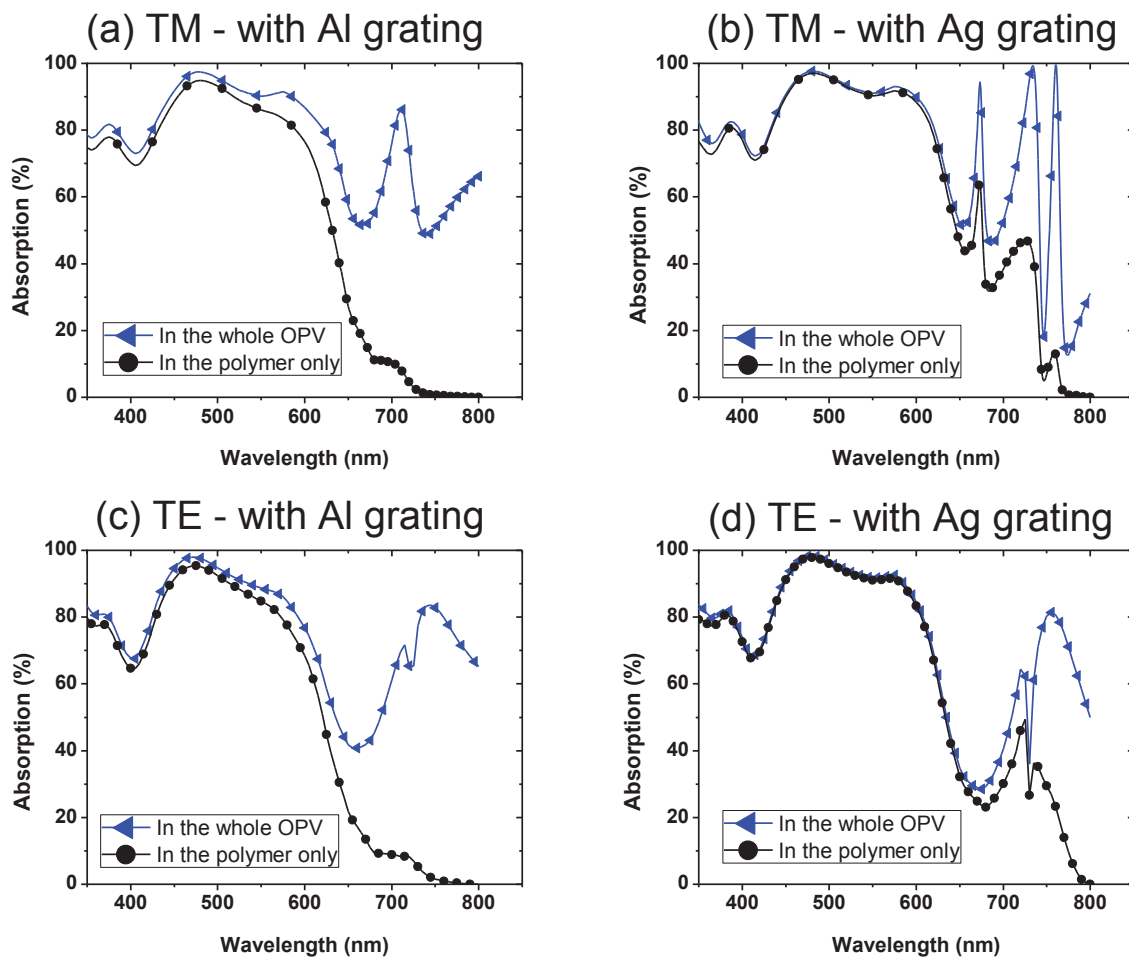 (a) TM - with Al grating
100
80
60
40
20
0
Absorption (%)
In the whole OPV
In the polymer only
400 500 600 700 800
Wavelength (nm)
(b) TM - with Ag grating
100
80
60
40
20
0
Absorption (%)
In the whole OPV
In the polymer only
400 500 600 700 800
Wavelength (nm)
(c) TE - with Al grating
100
80
60
40
20
0
Absorption (%)
In the whole OPV
In the polymer only
400 500 600 700 800
Wavelength (nm)
(d) TE - with Ag grating
100
80
60
40
20
0
Absorption (%)
In the whole OPV
In the polymer only
400 500 600 700 800
Wavelength (nm)